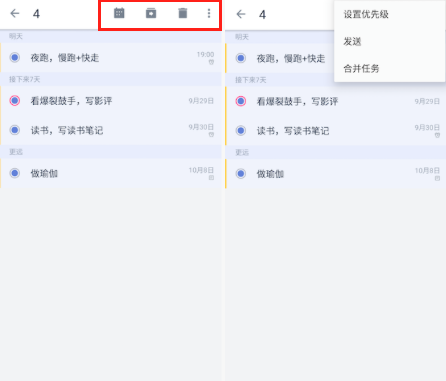 4
明天
夜跑，慢跑+快走
19:00
接下来7天
看爆裂鼓手，写影评
9月29日
读书，写读书笔记
9月30日
更远
做瑜伽
10月8日
4
设置优先级
发送
合并任务
明天
夜跑，慢跑+快走
接下来7天
看爆裂鼓手，写影评
9月29日
读书，写读书笔记
9月30日
更远
做瑜伽
10月8日